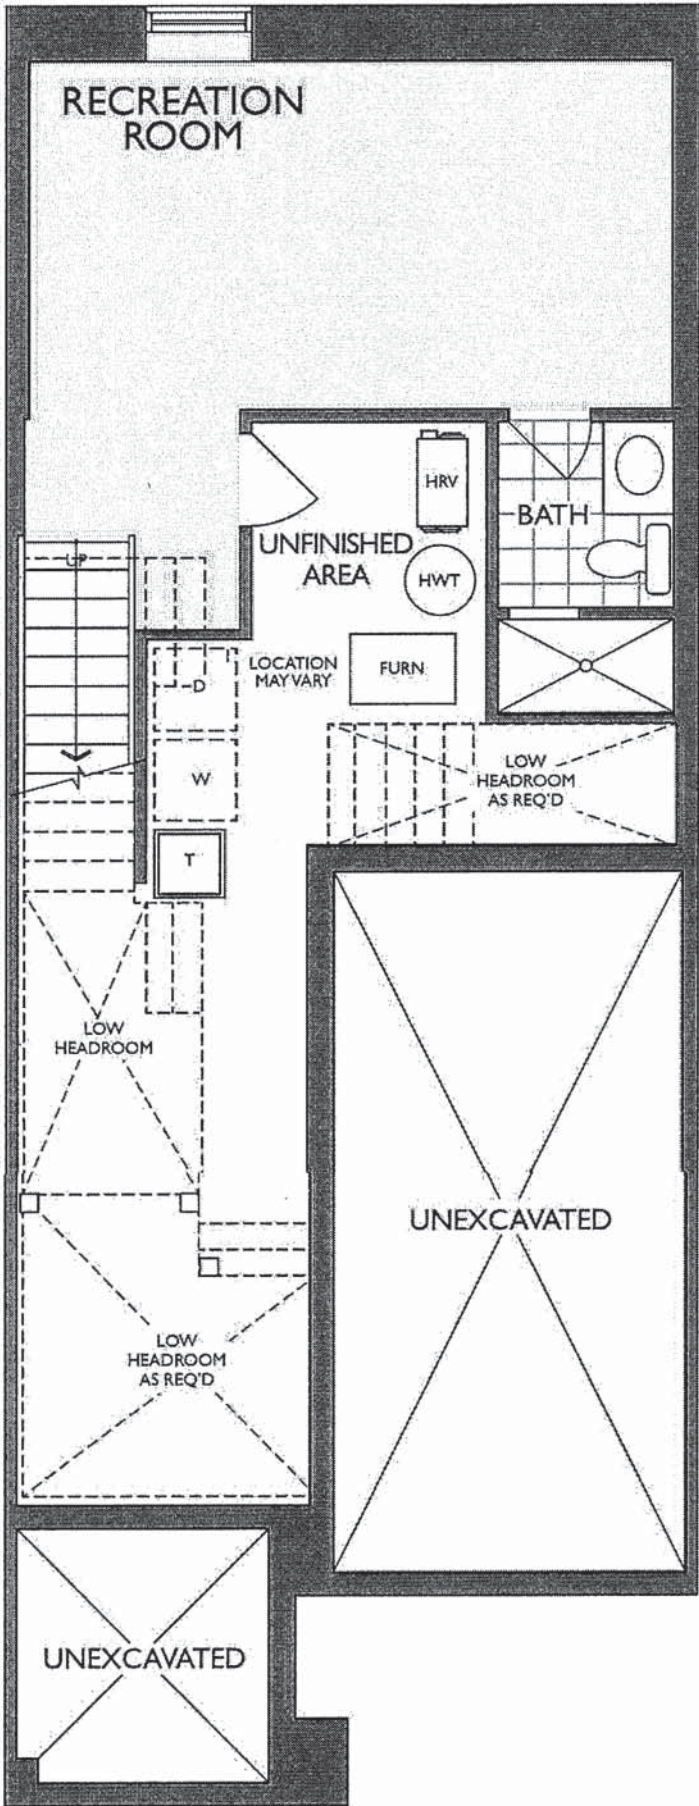 RECREATION
ROOM
HRV
BATH
UP
UNFINISHED
AREA
HWT
LOCATION
MAY VARY
FURN
D
W
LOW
HEADROOM
AS REQ'D
T
LOW
HEADROOM
UNEXCAVATED
LOW
HEADROOM
AS REQ'D
UNEXCAVATED